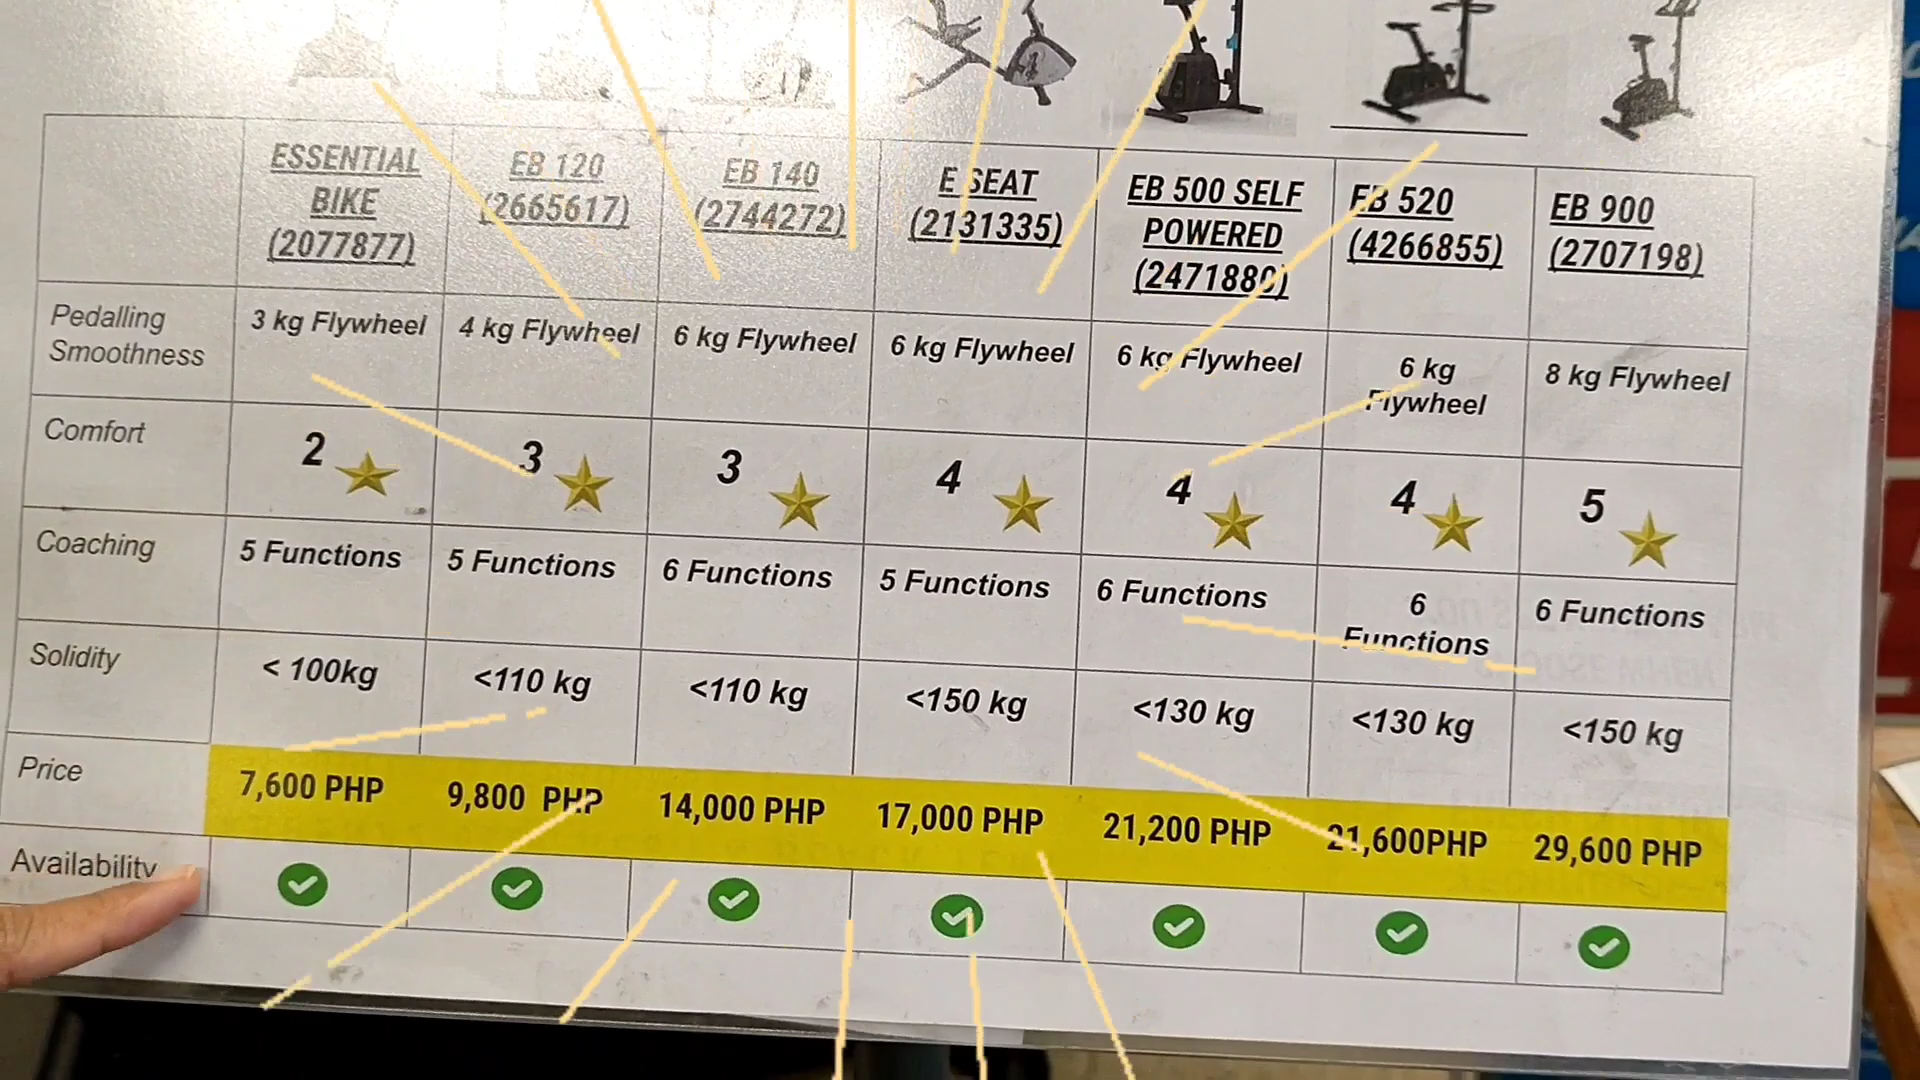 ESSENTIAL
BIKE
(2077877)
EB 120
(2665617)
EB 140
(2744272)
E SEAT
(2131335)
EB 500 SELF
POWERED
(2471880)
EB 520
(4266855)
EB 900
(2707198)
Pedalling
Smoothness
3 kg Flywheel
4 kg Flywheel
6 kg Flywheel
6 kg Flywheel
6 kg Flywheel
6 kg
Flywheel
8 kg Flywheel
Comfort
2
3
3
4
4
4
5
Coaching
5 Functions
5 Functions
6 Functions
5 Functions
6 Functions
6
Functions
6 Functions
Solidity
< 100kg
<110 kg
<110 kg
<150 kg
<130 kg
<130 kg
<150 kg
Price
7,600 PHP
9,800 PHP
14,000 PHP
17,000 PHP
21,200 PHP
21,600PHP
29,600 PHP
Availability